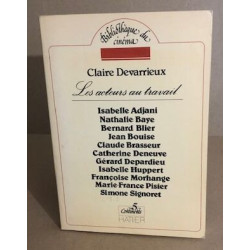 Bibliothèque du
cinéma
Claire Devarrieux
Les acteurs au travail
Isabelle Adjani
Nathalie Baye
Bernard Blier
Jean Bouise
Claude Brasseur
Catherine Deneuve
Gérard Depardieu
Isabelle Huppert
Françoise Morhange
Marie-France Pisier
Simone Signoret
5
Continents
HATIER